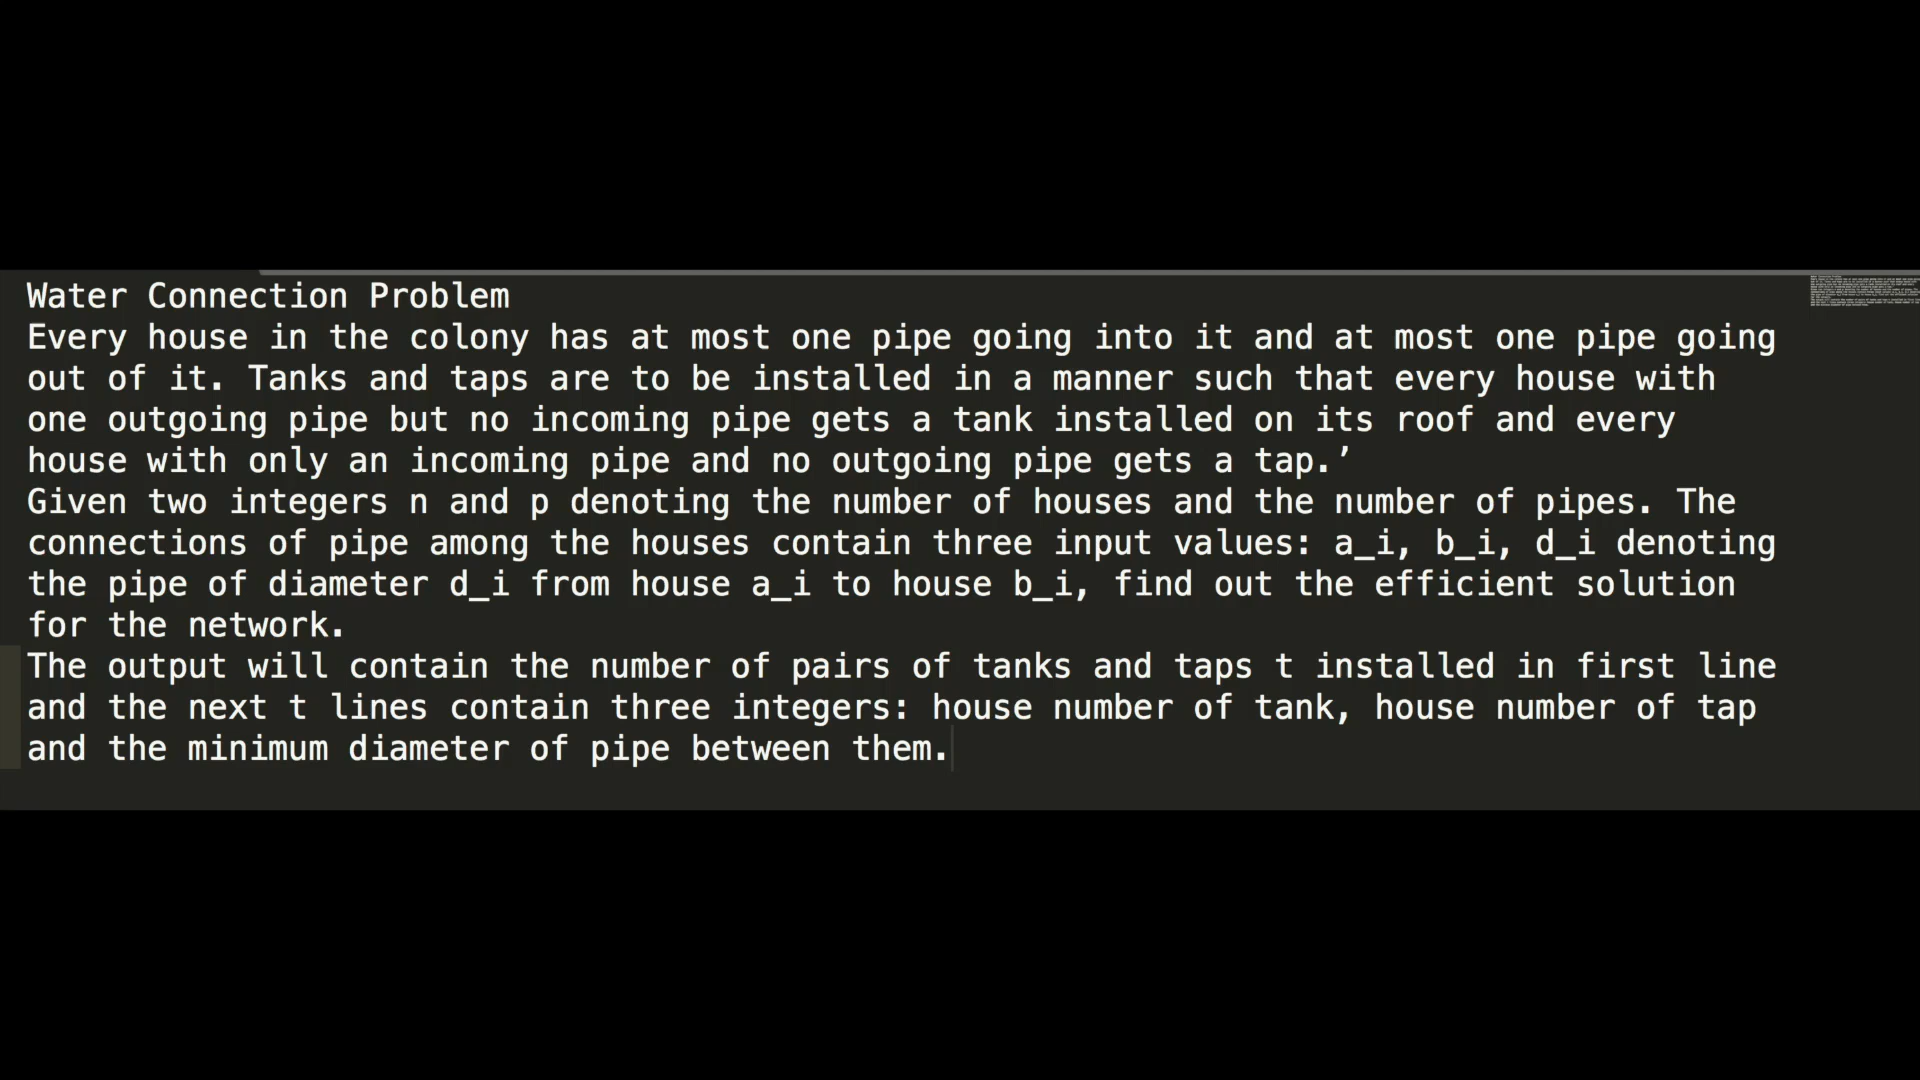 Water Connection Problem
Every house in the colony has at most one pipe going into it and at most one pipe going
out of it. Tanks and taps are to be installed in a manner such that every house with
one outgoing pipe but no incoming pipe gets a tank installed on its roof and every
house with only an incoming pipe and no outgoing pipe gets a tap.’
Given two integers n and p denoting the number of houses and the number of pipes. The
connections of pipe among the houses contain three input values: a_i, b_i, d_i denoting
the pipe of diameter d_i from house a_i to house b_i, find out the efficient solution
for the network.
The output will contain the number of pairs of tanks and taps t installed in first line
and the next t lines contain three integers: house number of tank, house number of tap
and the minimum diameter of pipe between them.